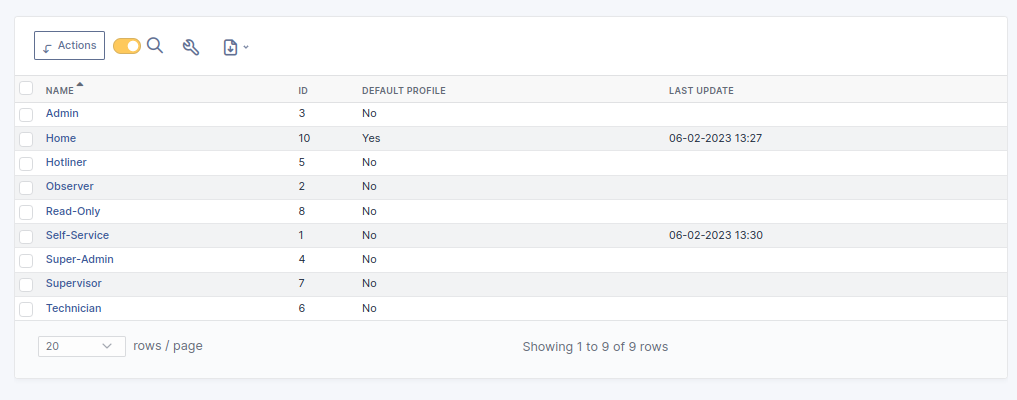 Actions
NAME ID DEFAULT PROFILE LAST UPDATE
Admin 3 No
Home 10 Yes 06-02-2023 13:27
Hotliner 5 No
Observer 2 No
Read-Only 8 No
Self-Service 1 No 06-02-2023 13:30
Super-Admin 4 No
Supervisor 7 No
Technician 6 No
20 rows / page Showing 1 to 9 of 9 rows